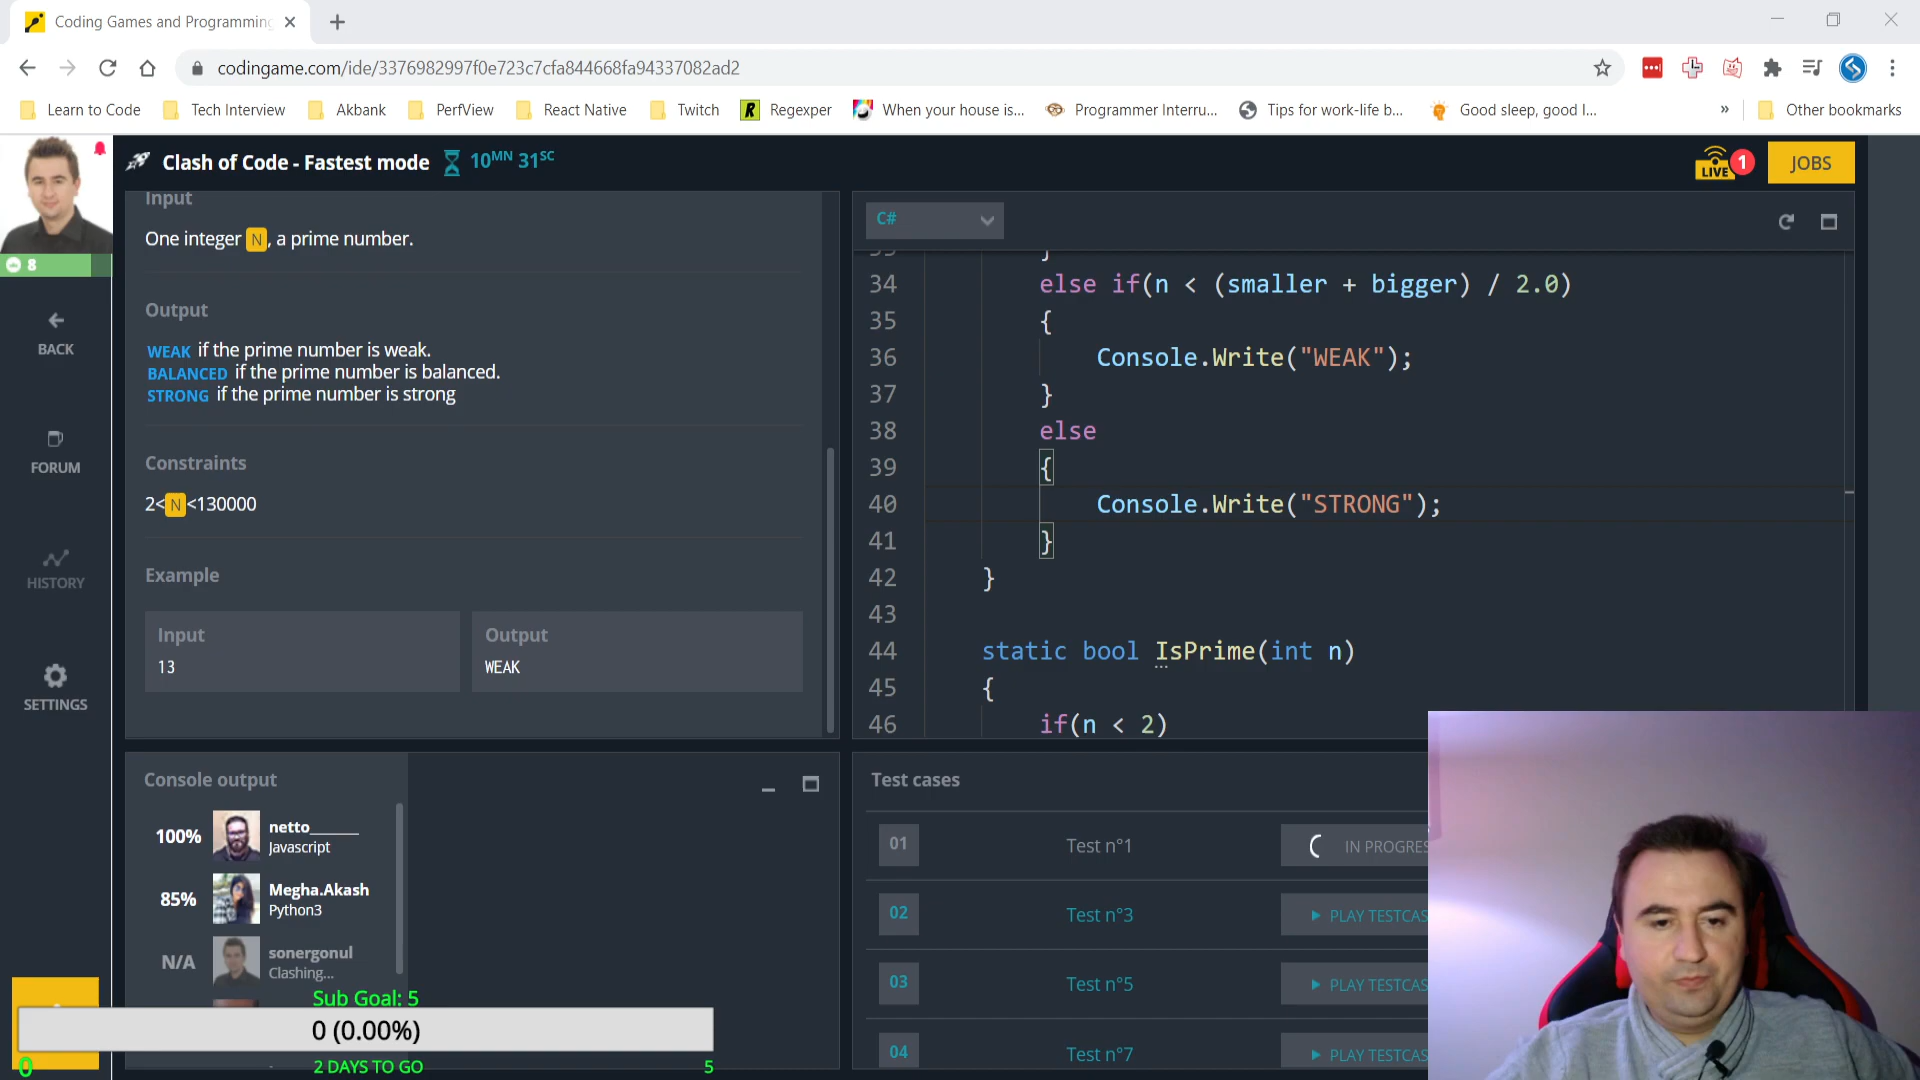 Coding Games and Programming
codingame.com/ide/3376982997f0e723c7cfa844668fa94337082ad2
Learn to Code
Tech Interview
Akbank
PerfView
React Native
Twitch
R
Regexper
When your house is...
Programmer Interru...
Tips for work-life b...
Good sleep, good l...
»
Other bookmarks
Clash of Code - Fastest mode
10MN 31SC
LIVE
1
JOBS
8
BACK
FORUM
HISTORY
SETTINGS
Input
One integer N, a prime number.
Output
WEAK if the prime number is weak.
BALANCED if the prime number is balanced.
STRONG if the prime number is strong
Constraints
2<N<130000
Example
Input
13
Output
WEAK
C#
33 }
34 else if(n < (smaller + bigger) / 2.0)
35 {
36 Console.Write("WEAK");
37 }
38 else
39 {
40 Console.Write("STRONG");
41 }
42 }
43
44 static bool IsPrime(int n)
45 {
46 if(n < 2)
Console output
100%
netto______
Javascript
85%
Megha.Akash
Python3
N/A
sonergonul
Clashing...
Sub Goal: 5
0 (0.00%)
0
2 DAYS TO GO
5
Test cases
01
Test n°1
IN PROGRES
02
Test n°3
PLAY TESTCAS
03
Test n°5
PLAY TESTCAS
04
Test n°7
PLAY TESTCAS